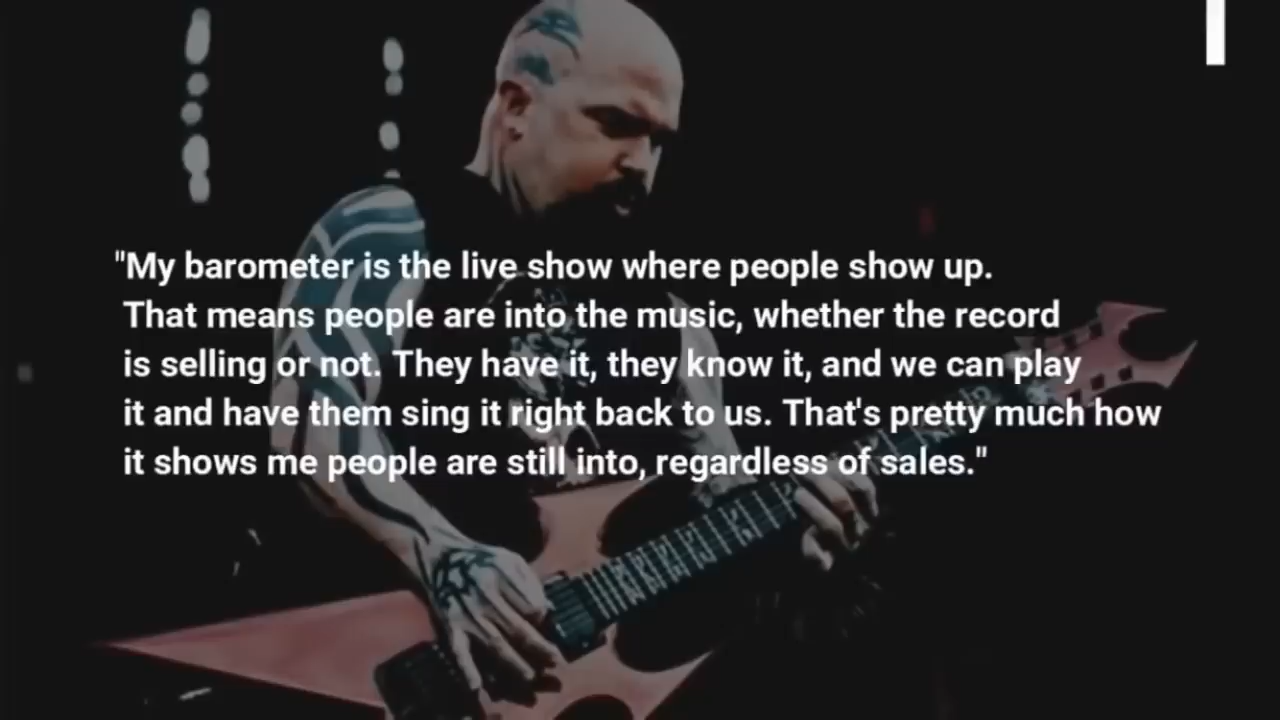 "My barometer is the live show where people show up.
That means people are into the music, whether the record
is selling or not. They have it, they know it, and we can play
it and have them sing it right back to us. That's pretty much how
it shows me people are still into, regardless of sales."